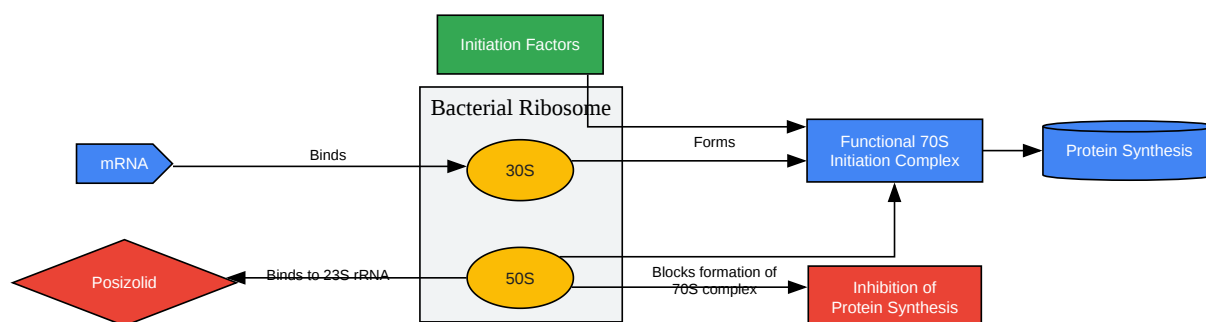 Initiation Factors
Bacterial Ribosome
mRNA
Binds
30S
Forms
Functional 70S
Initiation Complex
Protein Synthesis
Posizolid
Binds to 23S rRNA
50S
Blocks formation of
70S complex
Inhibition of
Protein Synthesis